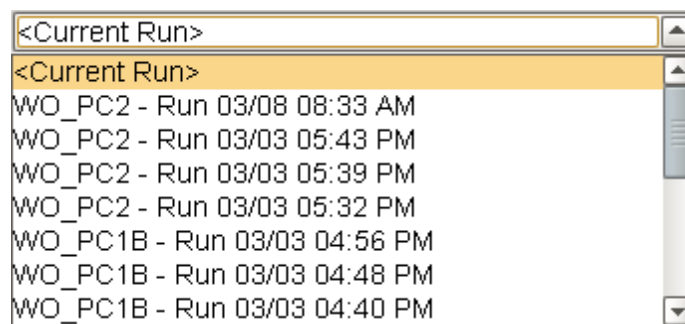 <Current Run>
<Current Run>
WO_PC2 - Run 03/08 08:33 AM
WO_PC2 - Run 03/03 05:43 PM
WO_PC2 - Run 03/03 05:39 PM
WO_PC2 - Run 03/03 05:32 PM
WO_PC1B - Run 03/03 04:56 PM
WO_PC1B - Run 03/03 04:48 PM
WO_PC1B - Run 03/03 04:40 PM